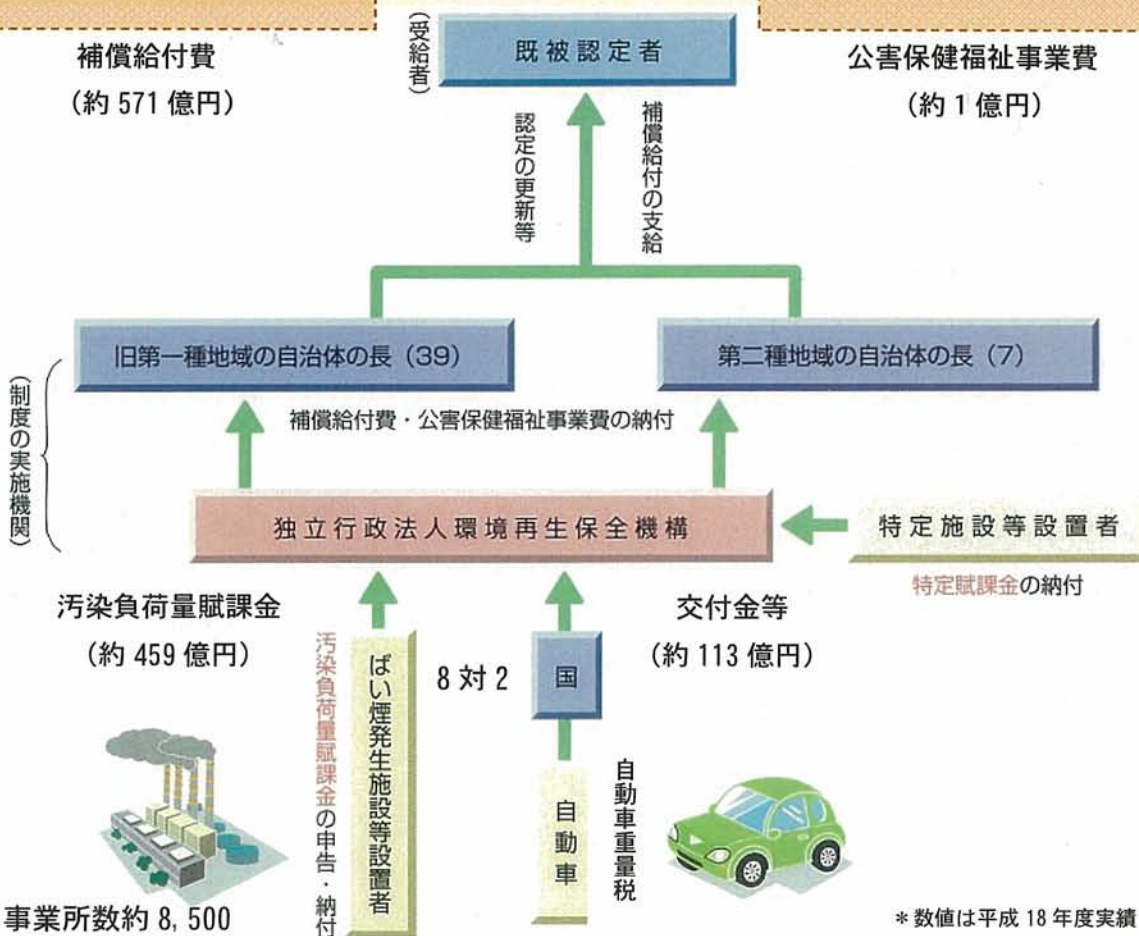 補償給付費
(約 571 億円)
(受給者)
既被認定者
公害保健福祉事業費
(約 1 億円)
認定の更新等
補償給付の支給
旧第一種地域の自治体の長 (39)
第二種地域の自治体の長 (7)
(制度の実施機関)
補償給付費・公害保健福祉事業費の納付
独立行政法人環境再生保全機構
特定施設等設置者
特定賦課金の納付
汚染負荷量賦課金
(約 459 億円)
交付金等
(約 113 億円)
汚染負荷量賦課金の申告・納付
ばい煙発生施設等設置者
8 対 2
国
自動車
自動車重量税
事業所数約 8,500
*数値は平成 18 年度実績